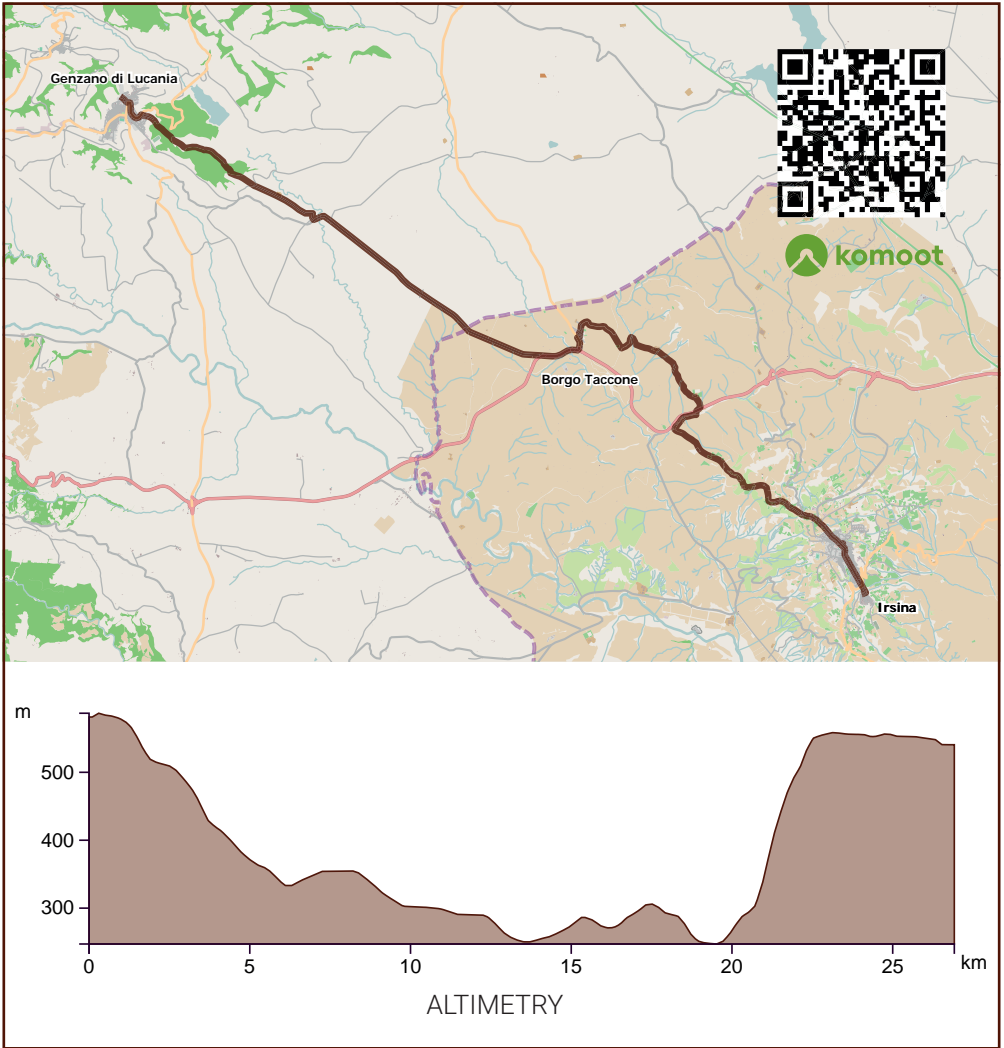 Genzano di Lucania
komoot
Borgo Taccone
Irsina
m
500
400
300
0
5
10
15
20
25
km
ALTIMETRY